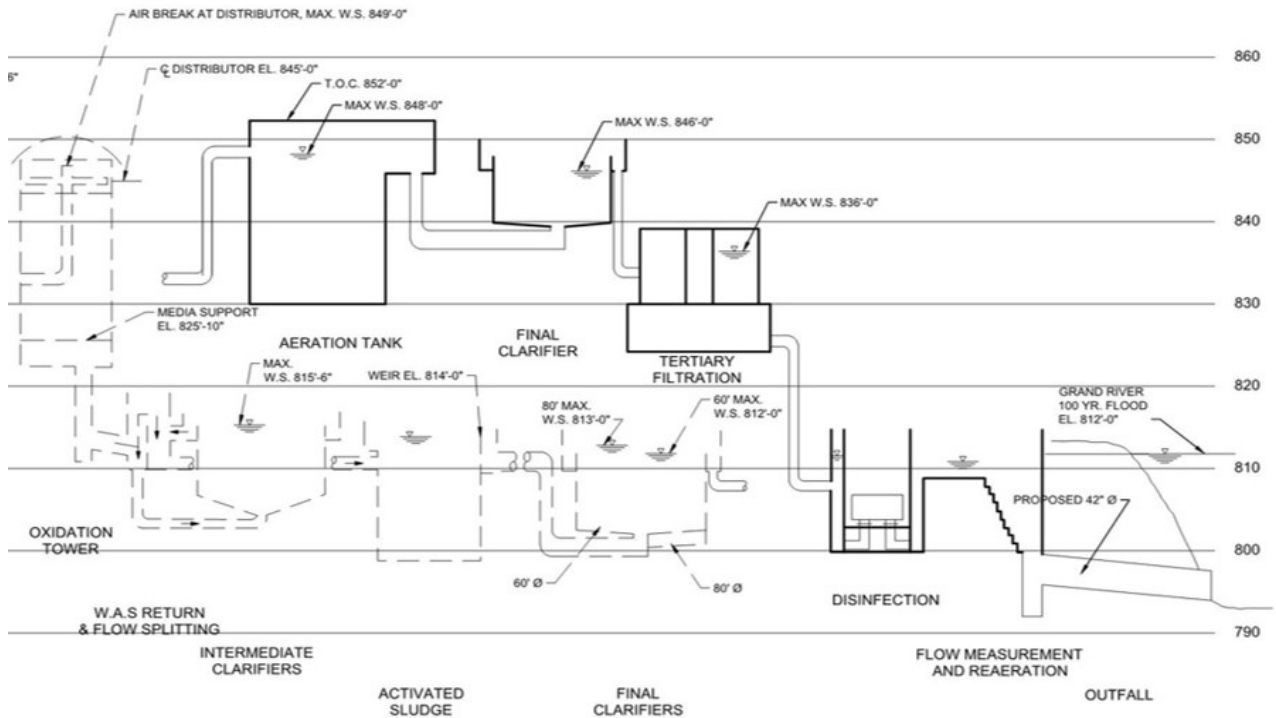 AIR BREAK AT DISTRIBUTOR, MAX. W.S. 849'-0"
860
6"
℄ DISTRIBUTOR EL. 845'-0"
T.O.C. 852'-0"
MAX W.S. 848'-0"
MAX W.S. 846'-0"
850
MAX W.S. 836'-0"
840
830
MEDIA SUPPORT
EL. 825'-10"
AERATION TANK
FINAL
CLARIFIER
TERTIARY
FILTRATION
MAX.
W.S. 815'-6"
WEIR EL. 814'-0"
820
80' MAX.
W.S. 813'-0"
60' MAX.
W.S. 812'-0"
GRAND RIVER
100 YR. FLOOD
EL. 812'-0"
810
PROPOSED 42" Ø
OXIDATION
TOWER
800
60' Ø
80' Ø
DISINFECTION
W.A.S RETURN
& FLOW SPLITTING
790
INTERMEDIATE
CLARIFIERS
FLOW MEASUREMENT
AND REAERATION
ACTIVATED
SLUDGE
FINAL
CLARIFIERS
OUTFALL